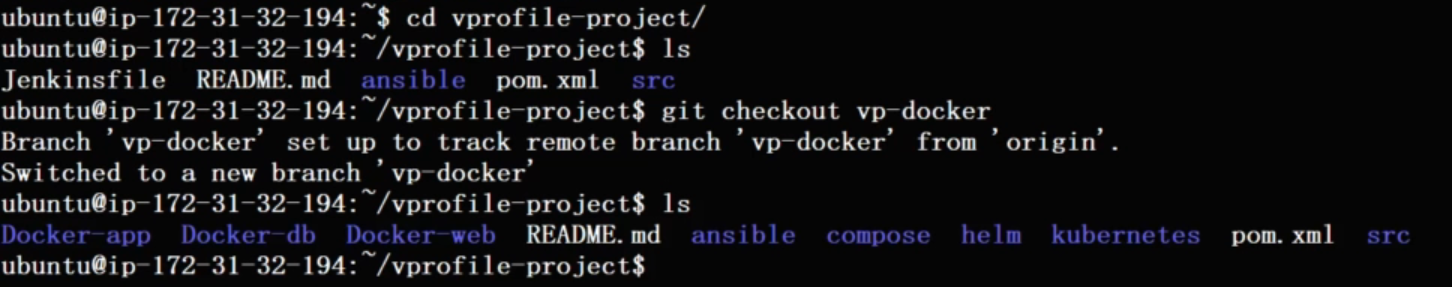 ubuntu@ip-172-31-32-194:~$ cd vprofile-project/
ubuntu@ip-172-31-32-194:~/vprofile-project$ ls
Jenkinsfile  README.md  ansible  pom.xml  src
ubuntu@ip-172-31-32-194:~/vprofile-project$ git checkout vp-docker
Branch 'vp-docker' set up to track remote branch 'vp-docker' from 'origin'.
Switched to a new branch 'vp-docker'
ubuntu@ip-172-31-32-194:~/vprofile-project$ ls
Docker-app  Docker-db  Docker-web  README.md  ansible  compose  helm  kubernetes  pom.xml  src
ubuntu@ip-172-31-32-194:~/vprofile-project$